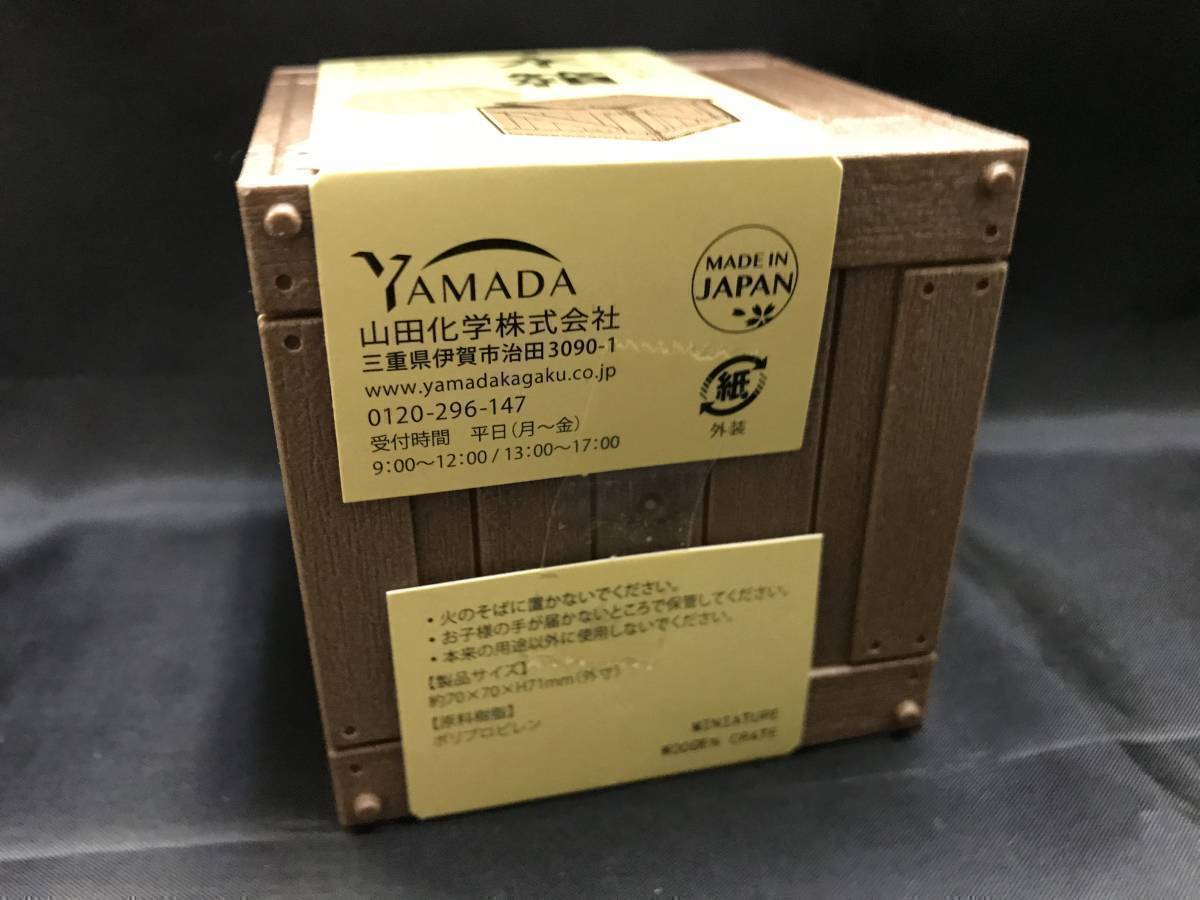 木箱
YAMADA
山田化学株式会社
三重県伊賀市治田3090-1
www.yamadakagaku.co.jp
0120-296-147
受付時間 平日(月～金)
9:00～12:00 / 13:00～17:00
MADE IN
JAPAN
紙
外装
・火のそばに置かないでください。
・お子様の手が届かないところで保管してください。
・本来の用途以外に使用しないでください。
【製品サイズ】
約70×70×H71mm(外寸)
【原料樹脂】
ポリプロピレン
MINIATURE
WOODEN CRATE